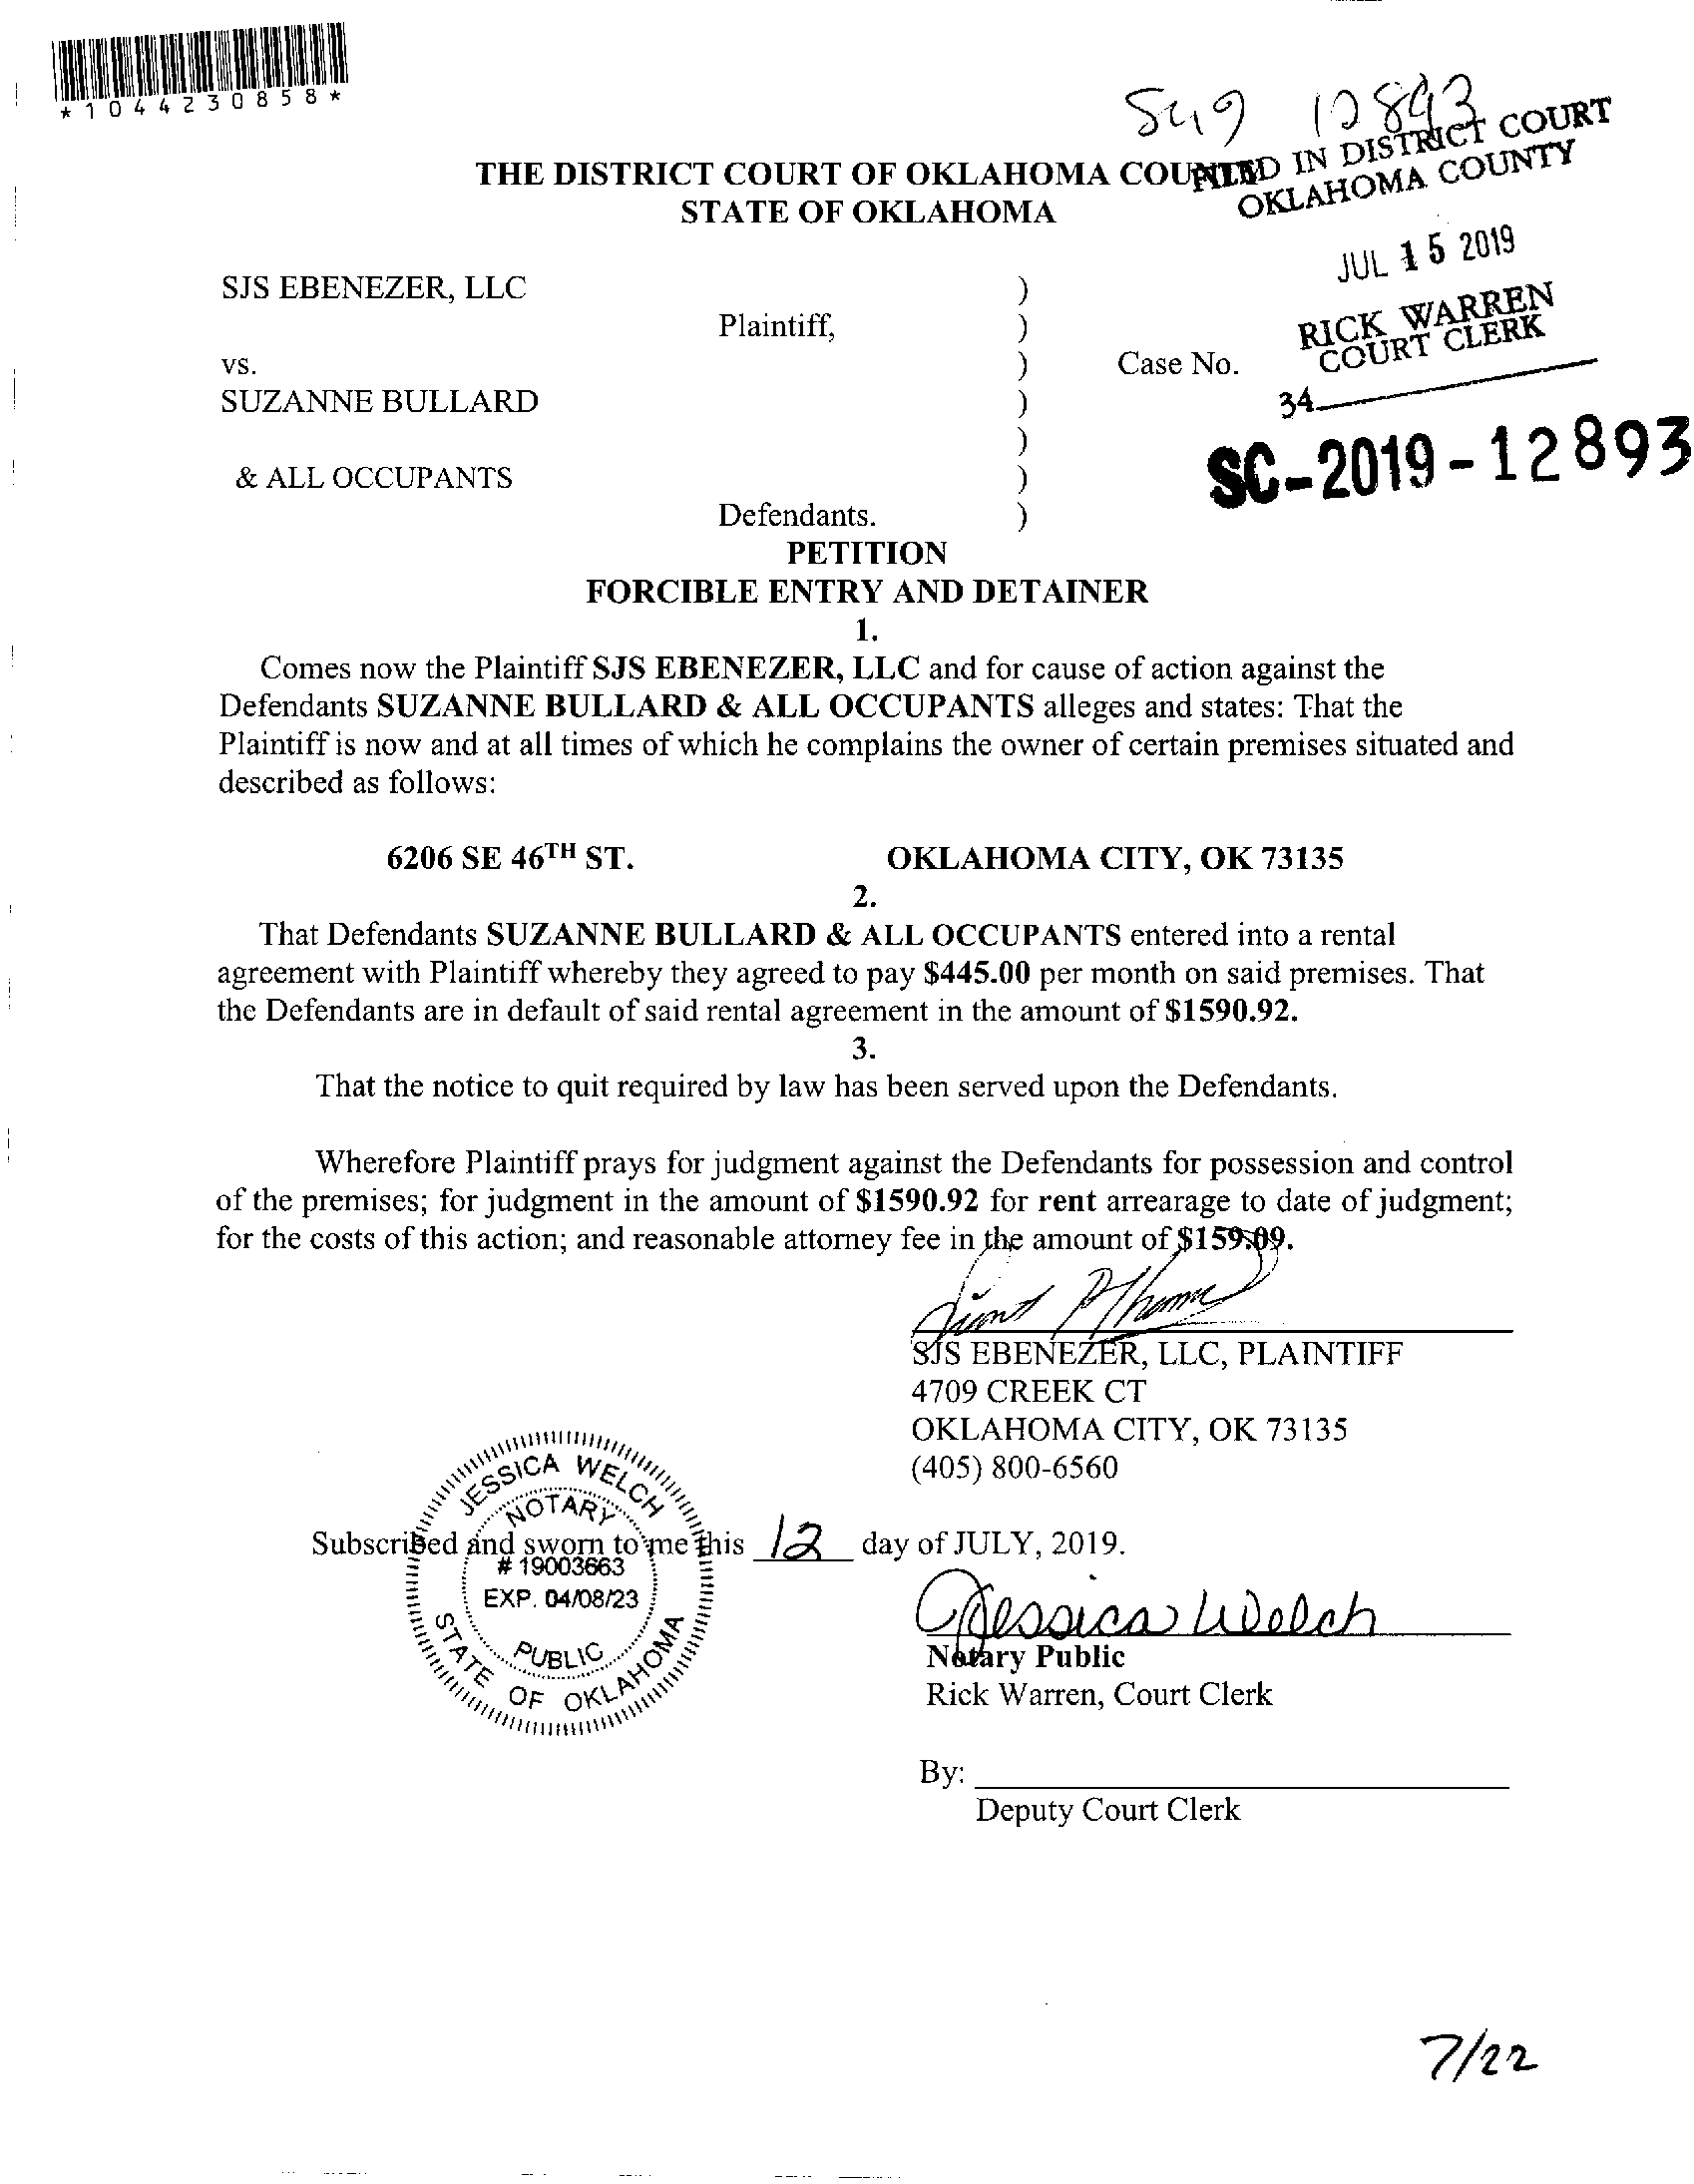 *1044230858*
THE DISTRICT COURT OF OKLAHOMA COUNTY
STATE OF OKLAHOMA
FILED IN DISTRICT COURT
OKLAHOMA COUNTY
JUL 15 2019
RICK WARREN
COURT CLERK
34
SJS EBENEZER, LLC )
Plaintiff, )
vs. ) Case No.
SUZANNE BULLARD )
)
& ALL OCCUPANTS )
SC-2019-12893
Defendants. )
PETITION
FORCIBLE ENTRY AND DETAINER
1.
Comes now the Plaintiff SJS EBENEZER, LLC and for cause of action against the
Defendants SUZANNE BULLARD & ALL OCCUPANTS alleges and states: That the
Plaintiff is now and at all times of which he complains the owner of certain premises situated and
described as follows:
6206 SE 46TH ST. OKLAHOMA CITY, OK 73135
2.
That Defendants SUZANNE BULLARD & ALL OCCUPANTS entered into a rental
agreement with Plaintiff whereby they agreed to pay $445.00 per month on said premises. That
the Defendants are in default of said rental agreement in the amount of $1590.92.
3.
That the notice to quit required by law has been served upon the Defendants.
Wherefore Plaintiff prays for judgment against the Defendants for possession and control
of the premises; for judgment in the amount of $1590.92 for rent arrearage to date of judgment;
for the costs of this action; and reasonable attorney fee in the amount of $159.09.
SJS EBENEZER, LLC, PLAINTIFF
4709 CREEK CT
OKLAHOMA CITY, OK 73135
(405) 800-6560
Subscribed and sworn to me this 12 day of JULY, 2019.
JESSICA WELCH
NOTARY
# 19003663
EXP. 04/08/23
PUBLIC
STATE OF OKLAHOMA
Jessica Welch
Notary Public
Rick Warren, Court Clerk
By:
Deputy Court Clerk
7/22